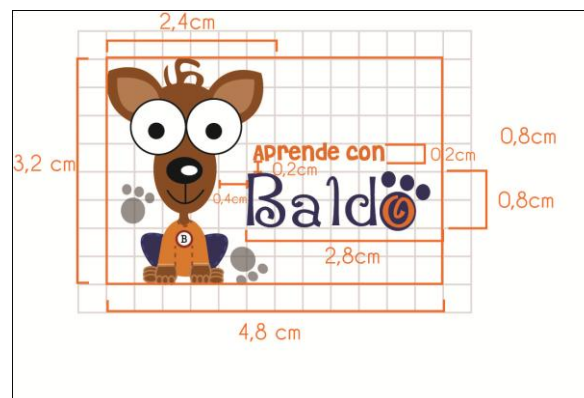 2,4cm
3,2 cm
Aprende con
0,2cm
0,8cm
0,2cm
0,4cm
Baldo
0,8cm
B
2,8cm
4,8 cm